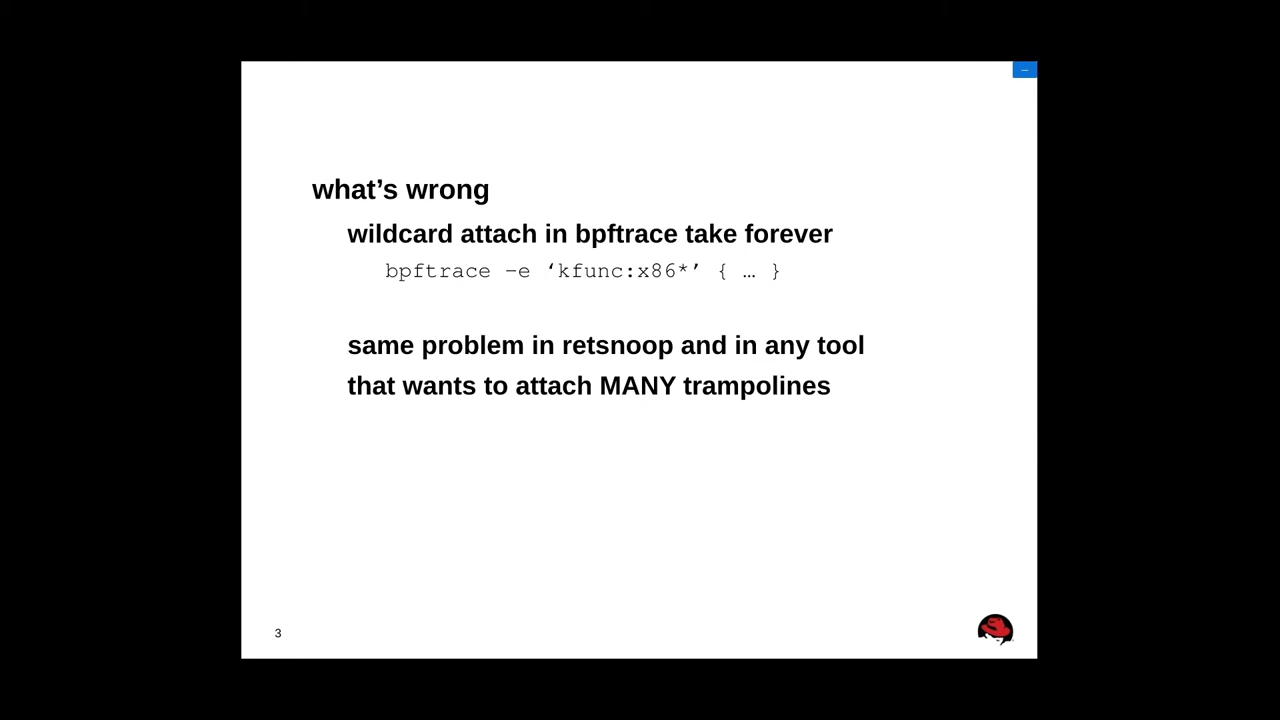 what’s wrong
wildcard attach in bpftrace take forever
bpftrace –e ‘kfunc:x86*’ { … }
same problem in retsnoop and in any tool
that wants to attach MANY trampolines
3